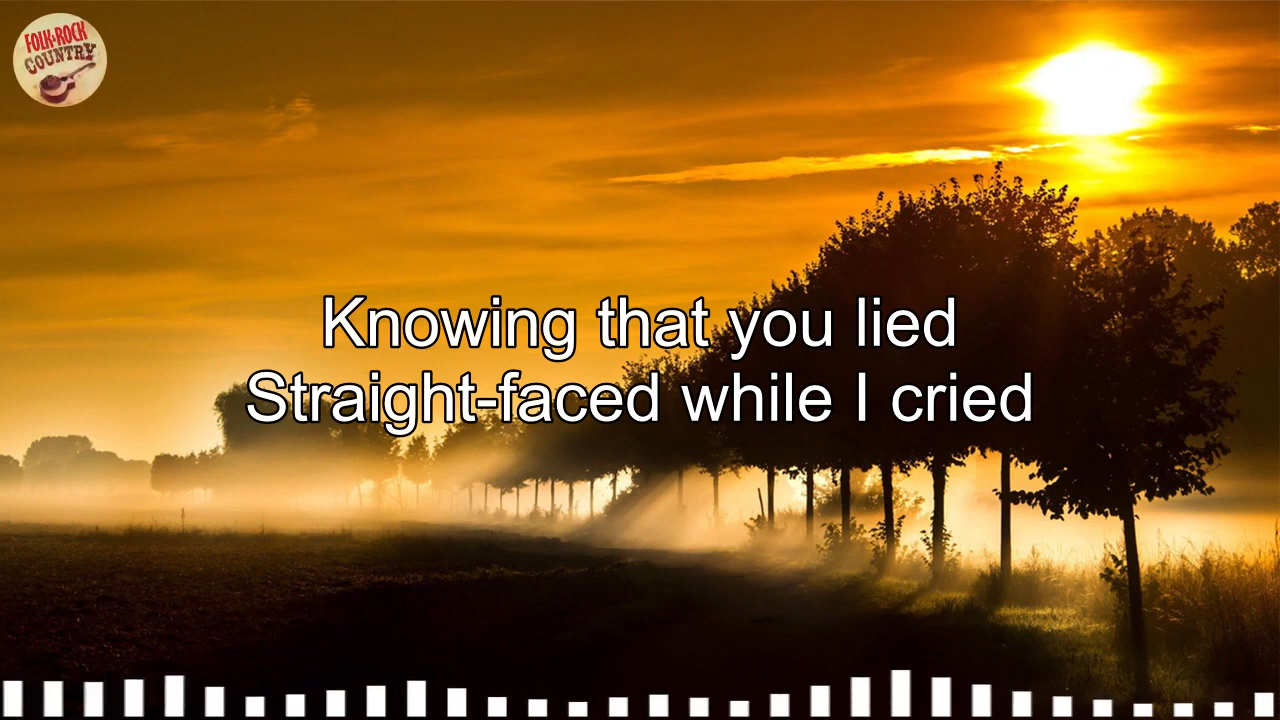 FOLK-ROCK
COUNTRY
Knowing that you lied
Straight-faced while I cried